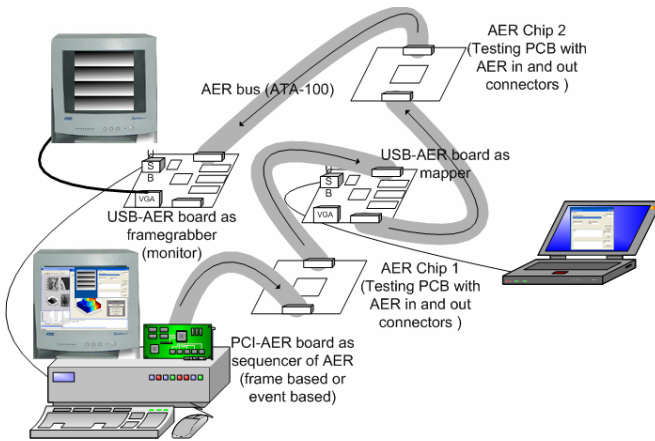 AER Chip 2
(Testing PCB with
AER in and out
connectors )
AER bus (ATA-100)
USB-AER board as
mapper
U
S
B
VGA
USB-AER board as
framegrabber
(monitor)
U
S
B
VGA
AER Chip 1
(Testing PCB with
AER in and out
connectors )
PCI-AER board as
sequencer of AER
(frame based or
event based)